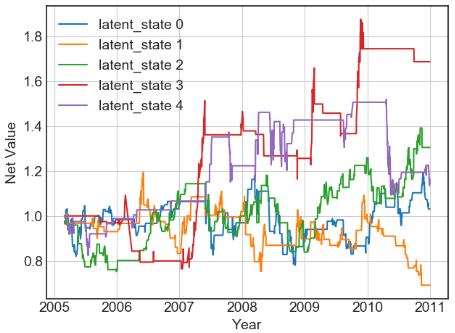 latent_state 0
latent_state 1
latent_state 2
latent_state 3
latent_state 4
1.8
1.6
1.4
1.2
1.0
0.8
Net Value
2005 2006 2007 2008 2009 2010 2011
Year